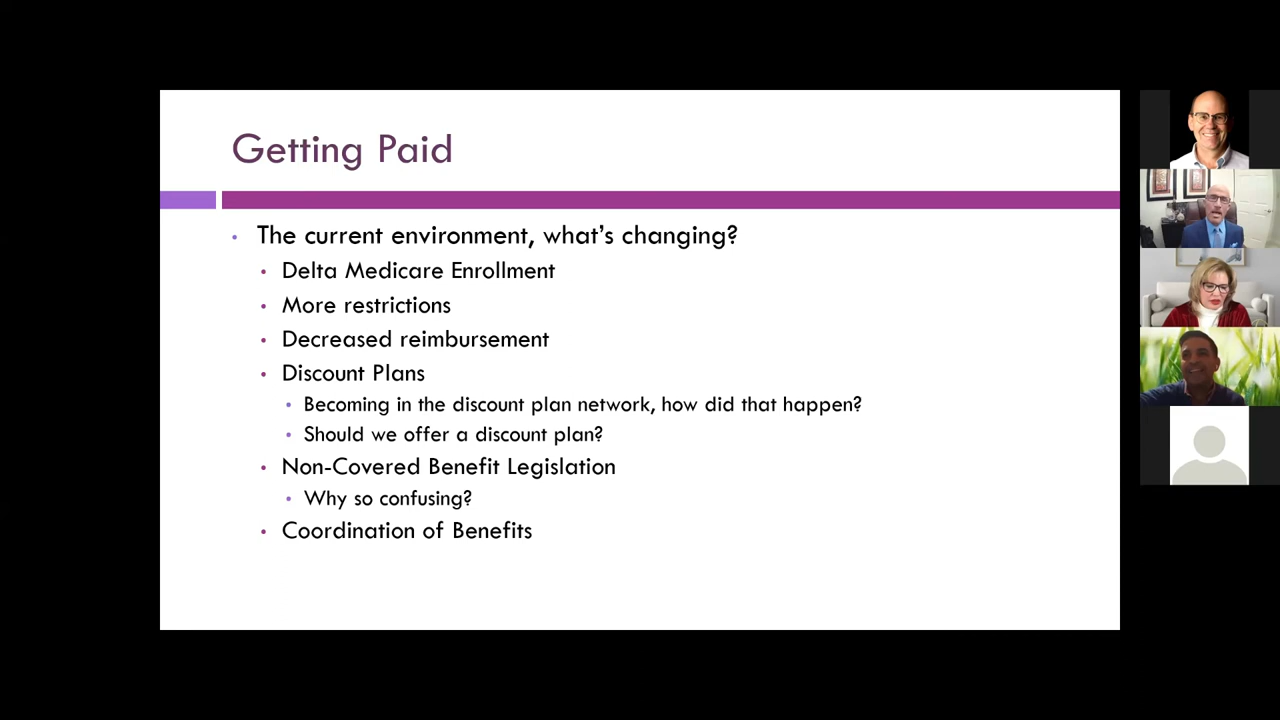 Getting Paid
The current environment, what's changing?
Delta Medicare Enrollment
More restrictions
Decreased reimbursement
Discount Plans
Becoming in the discount plan network, how did that happen?
Should we offer a discount plan?
Non-Covered Benefit Legislation
Why so confusing?
Coordination of Benefits